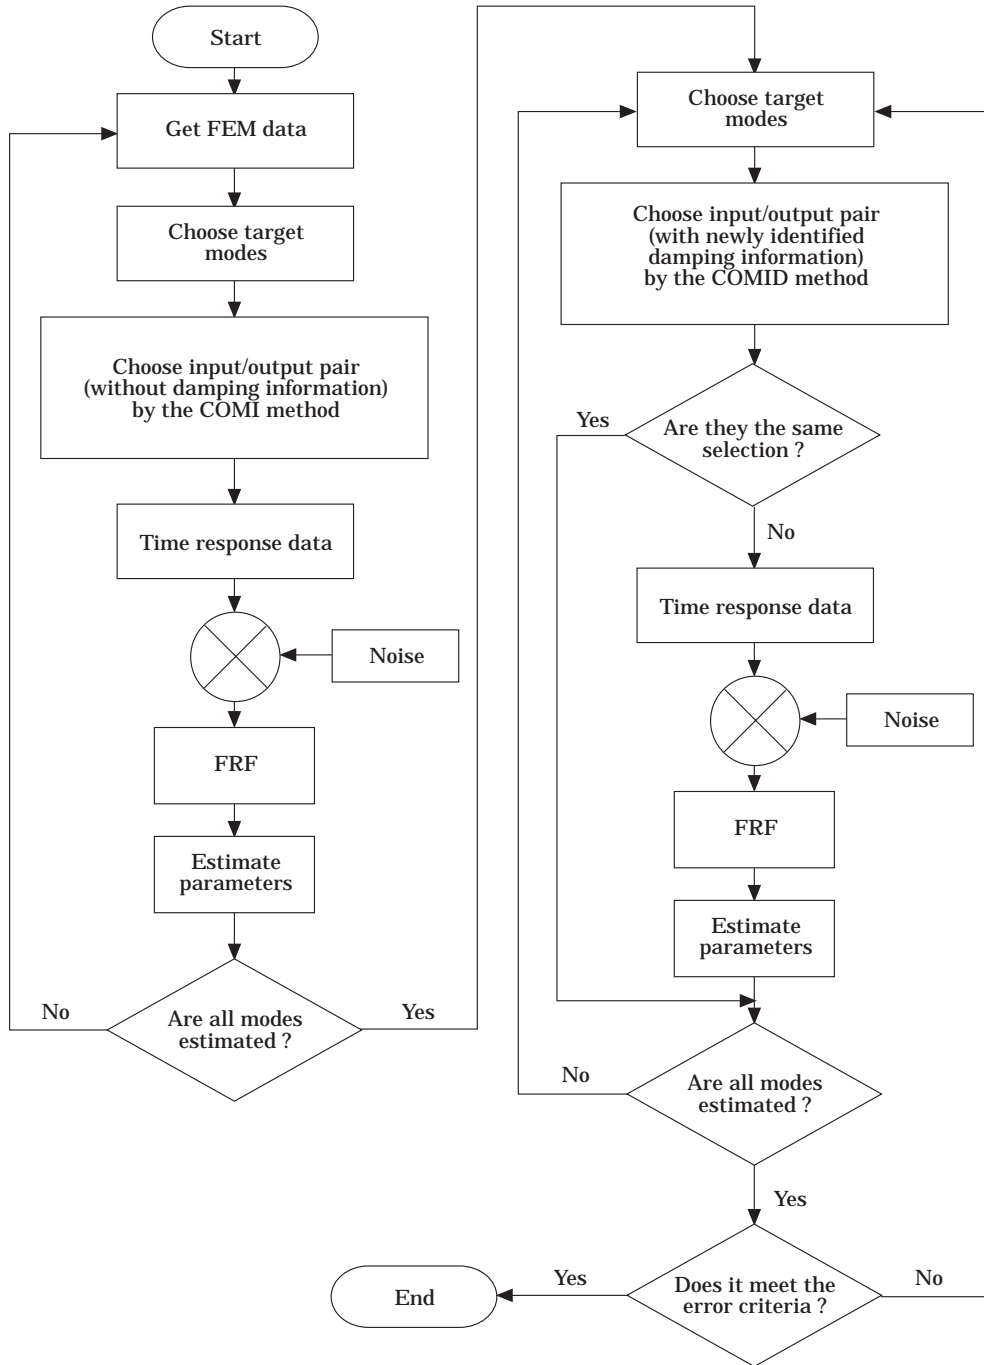 Start
Get FEM data
Choose target
modes
Choose input/output pair
(without damping information)
by the COMI method
Time response data
Noise
FRF
Estimate
parameters
No
Are all modes
estimated ?
Yes
Choose target
modes
Choose input/output pair
(with newly identified
damping information)
by the COMID method
Yes
Are they the same
selection ?
No
Time response data
Noise
FRF
Estimate
parameters
No
Are all modes
estimated ?
Yes
Does it meet the
error criteria ?
No
Yes
End